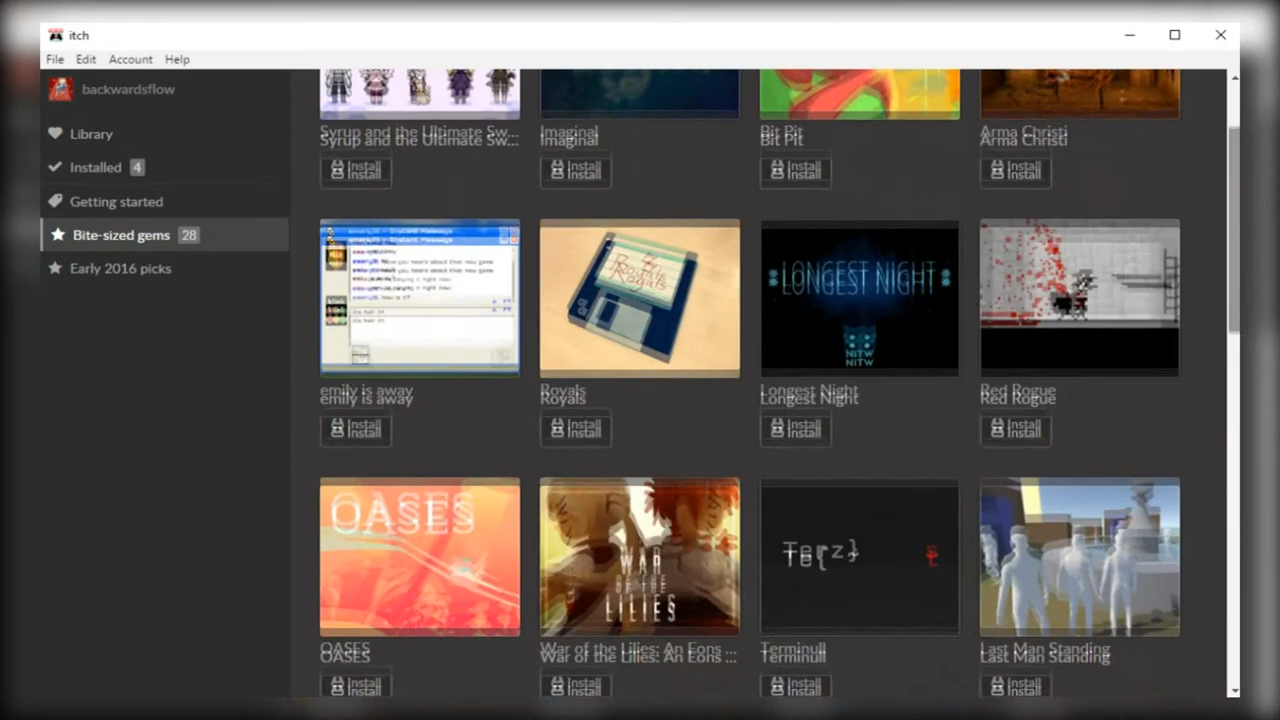 itch
File Edit Account Help
backwardsflow
Library
Installed 4
Getting started
Bite-sized gems 28
Early 2016 picks
Syrup and the Ultimate Sw...
Imaginal
Bit Pit
Arma Christi
Install
Install
Install
Install
Royals
LONGEST NIGHT
NITW
emily is away
Royals
Longest Night
Red Rogue
Install
Install
Install
Install
OASES
WAR
OF THE
LILIES
OASES
War of the Lilies: An Eons ...
Terminull
Last Man Standing
Install
Install
Install
Install